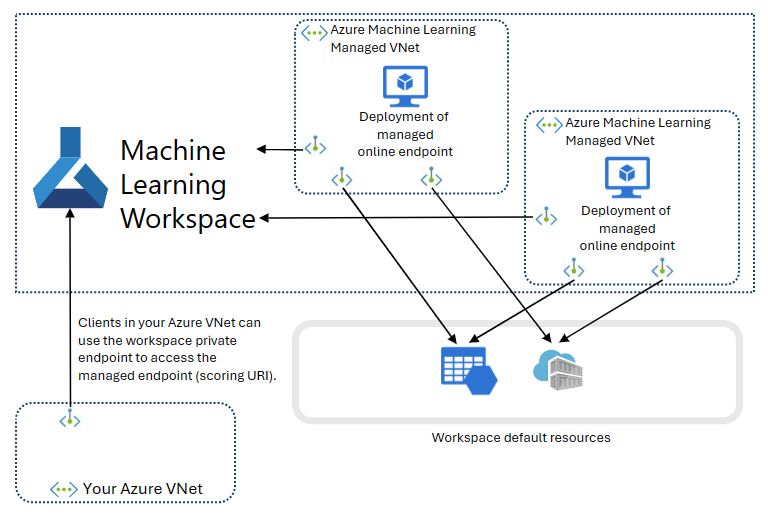 Azure Machine Learning
Managed VNet
Deployment of
managed
online endpoint
Azure Machine Learning
Managed VNet
Deployment of
managed
online endpoint
Machine
Learning
Workspace
Clients in your Azure VNet can
use the workspace private
endpoint to access the
managed endpoint (scoring URI).
Workspace default resources
Your Azure VNet